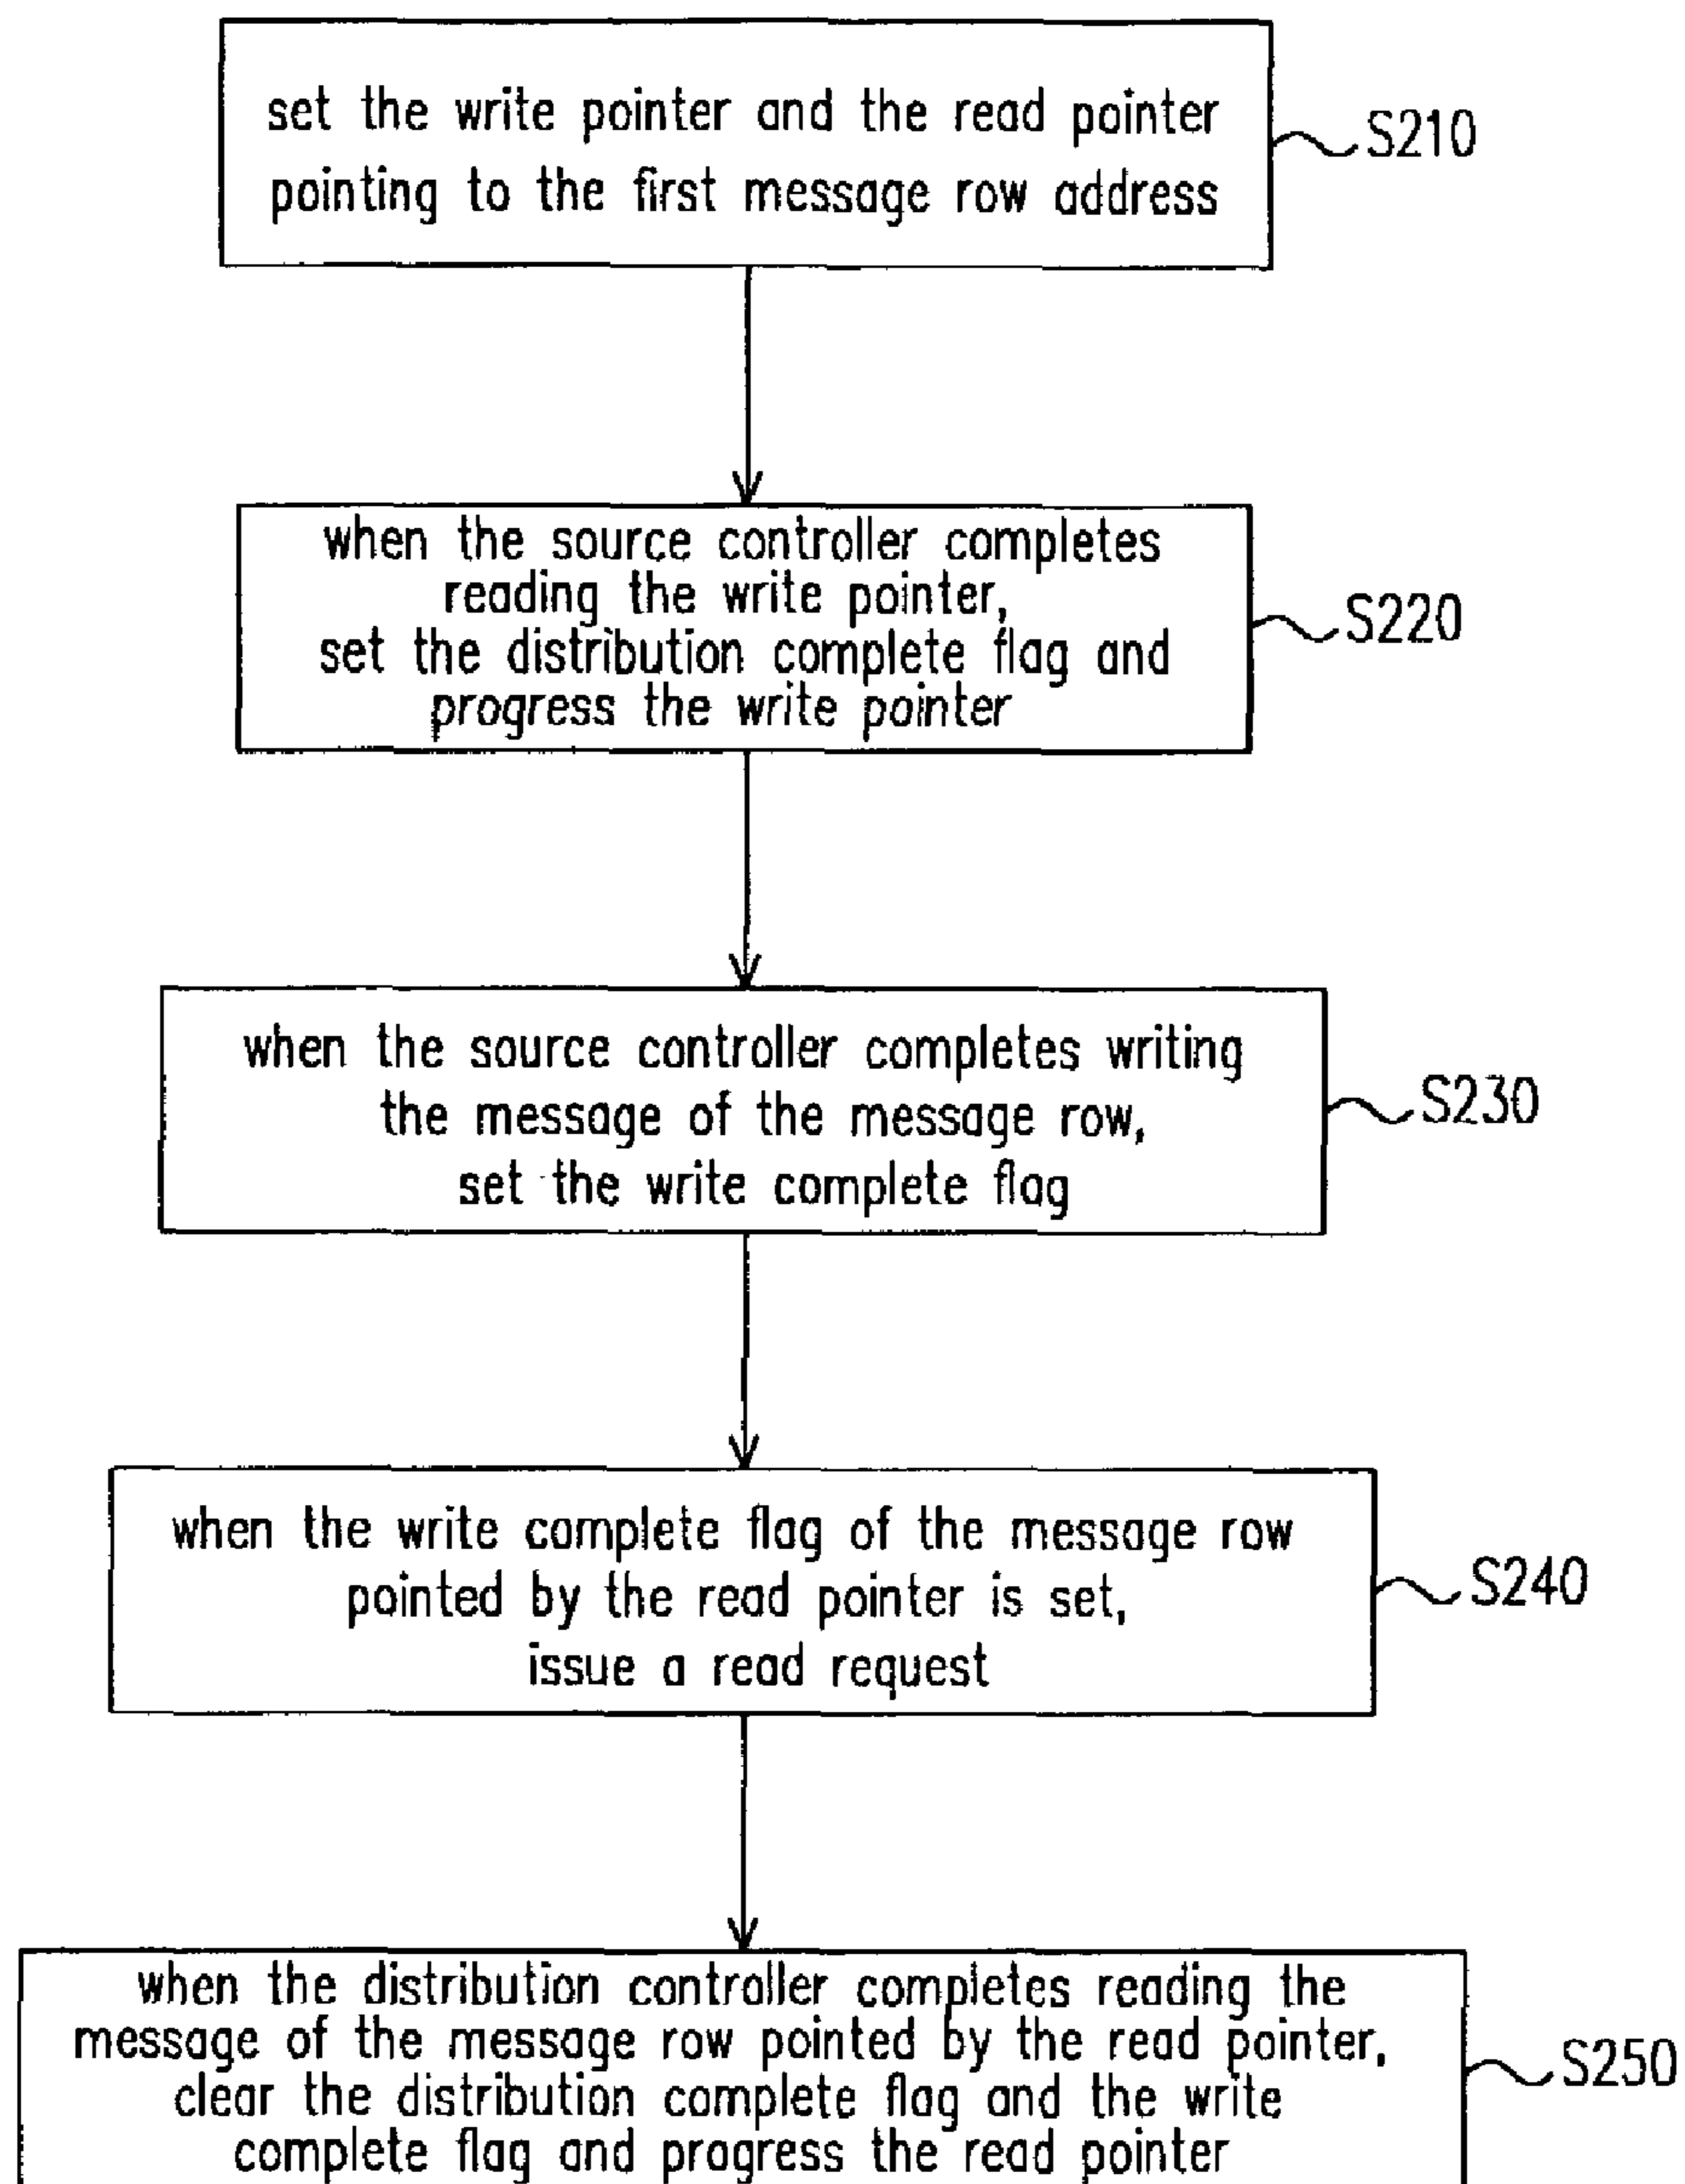 set the write pointer and the read pointer
pointing to the first message row address
S210
when the source controller completes
reading the write pointer,
set the distribution complete flag and
progress the write pointer
S220
when the source controller completes writing
the message of the message row,
set the write complete flag
S230
when the write complete flag of the message row
pointed by the read pointer is set,
issue a read request
S240
when the distribution controller completes reading the
message of the message row pointed by the read pointer,
clear the distribution complete flag and the write
complete flag and progress the read pointer
S250